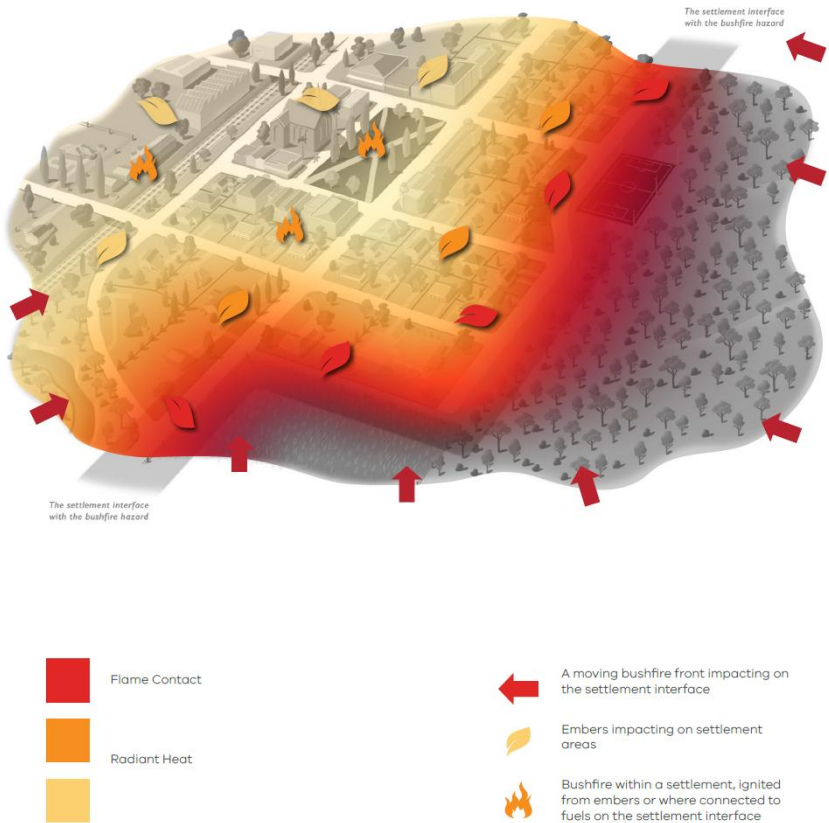 The settlement interface
with the bushfire hazard
The settlement interface
with the bushfire hazard
Flame Contact
Radiant Heat
A moving bushfire front impacting on
the settlement interface
Embers impacting on settlement
areas
Bushfire within a settlement, ignited
from embers or where connected to
fuels on the settlement interface